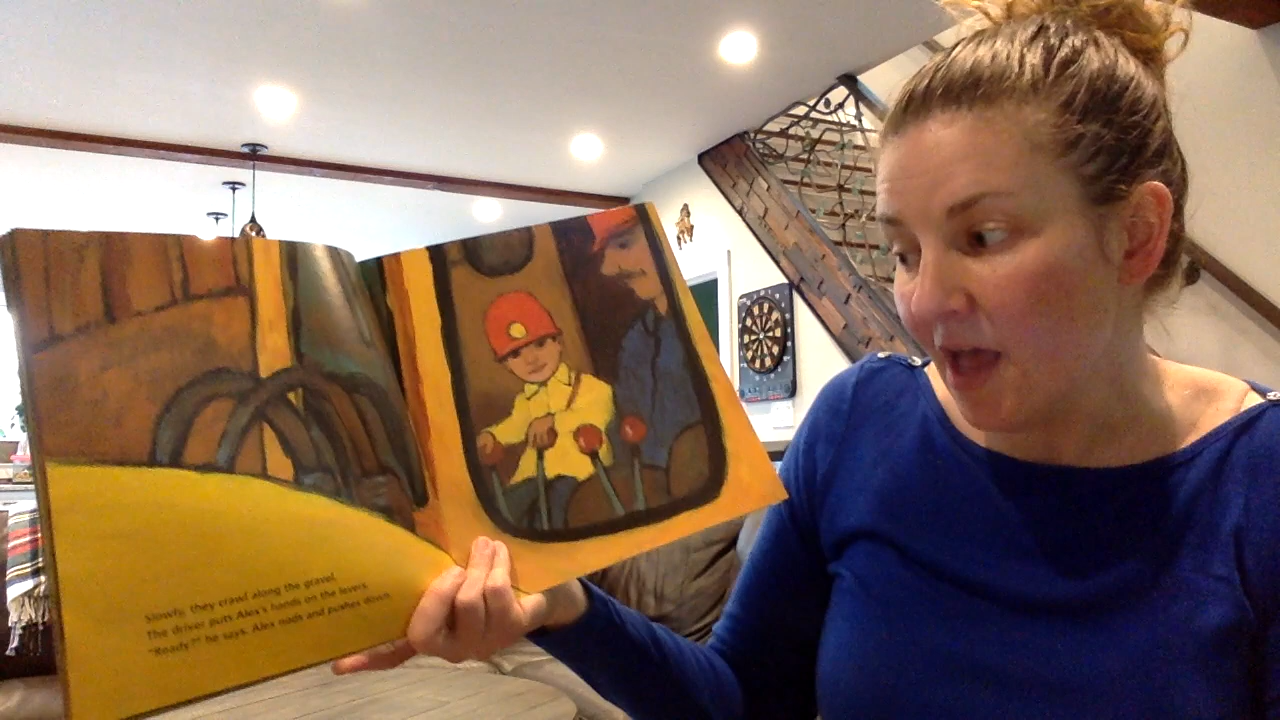 Slowly, they crawl along the gravel.
The driver puts Alex's hands on the levers.
"Ready?" he says. Alex nods and pushes down.